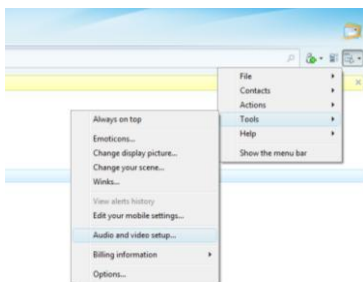 File
Contacts
Actions
Tools
Help
Show the menu bar
Always on top
Emoticons...
Change display picture...
Change your scene...
Winks...
View alerts history
Edit your mobile settings...
Audio and video setup...
Billing information
Options...